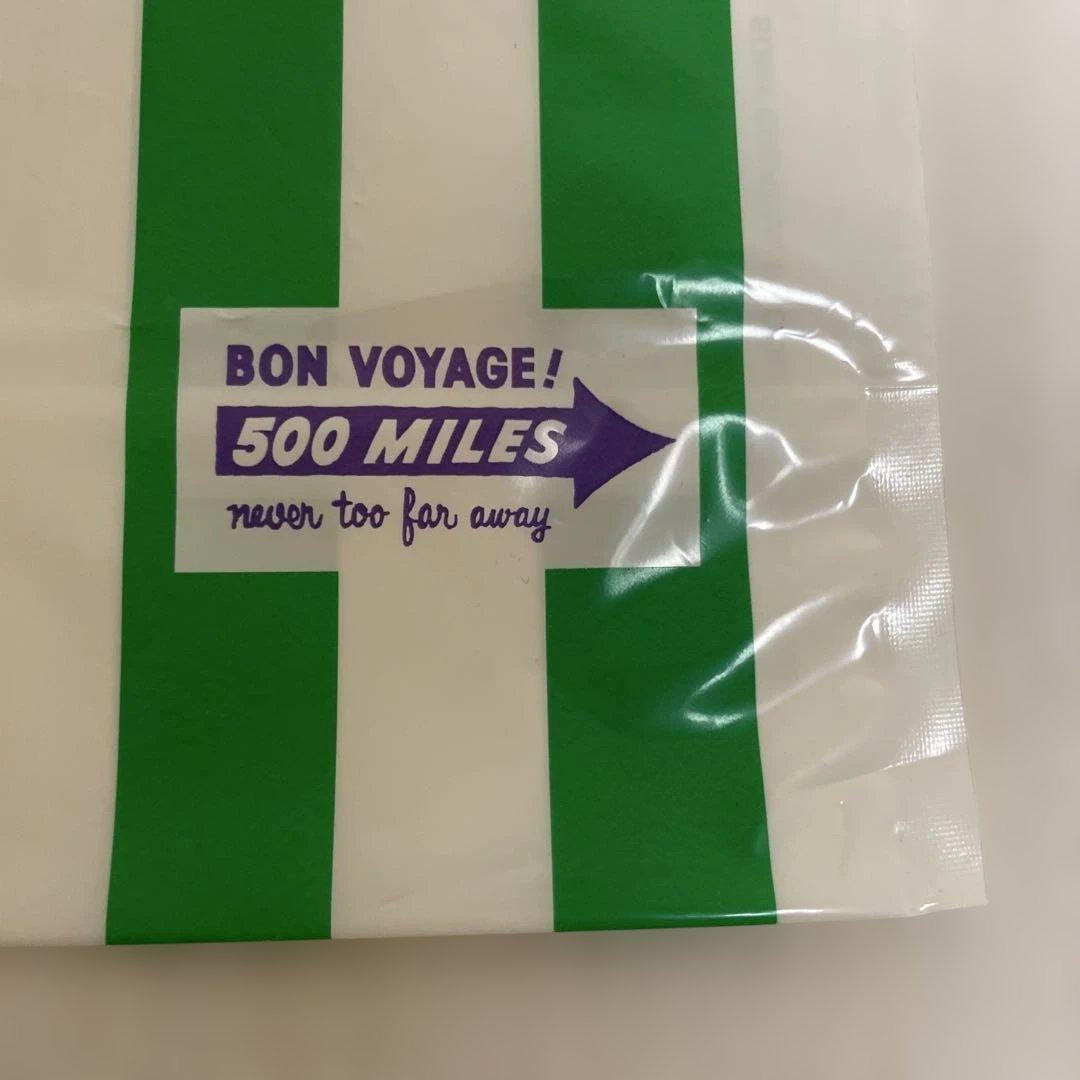 BON VOYAGE!
500 MILES
never too far away